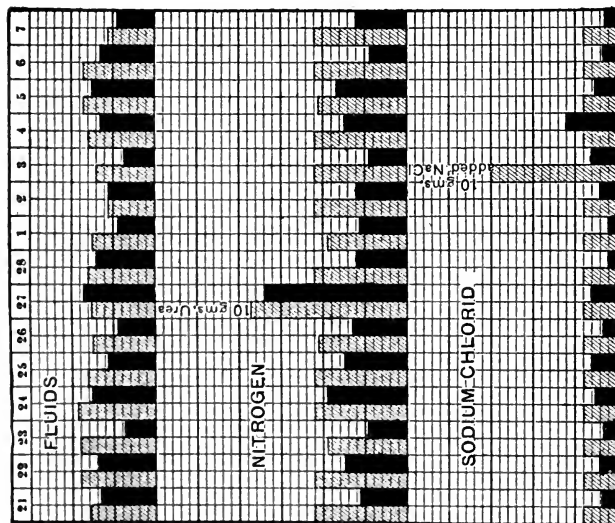 21 22 23 24 25 26 27 28 1 2 3 4 5 6 7
FLUIDS
NITROGEN
10 gms, Urea
SODIUM-CHLORID
10 gms,
added, NaCl